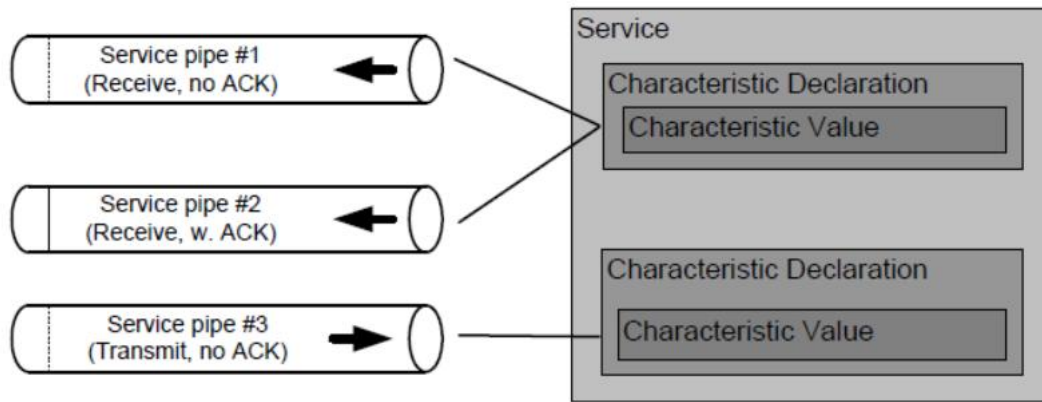 Service pipe #1
(Receive, no ACK)
Service pipe #2
(Receive, w. ACK)
Service pipe #3
(Transmit, no ACK)
Service
Characteristic Declaration
Characteristic Value
Characteristic Declaration
Characteristic Value